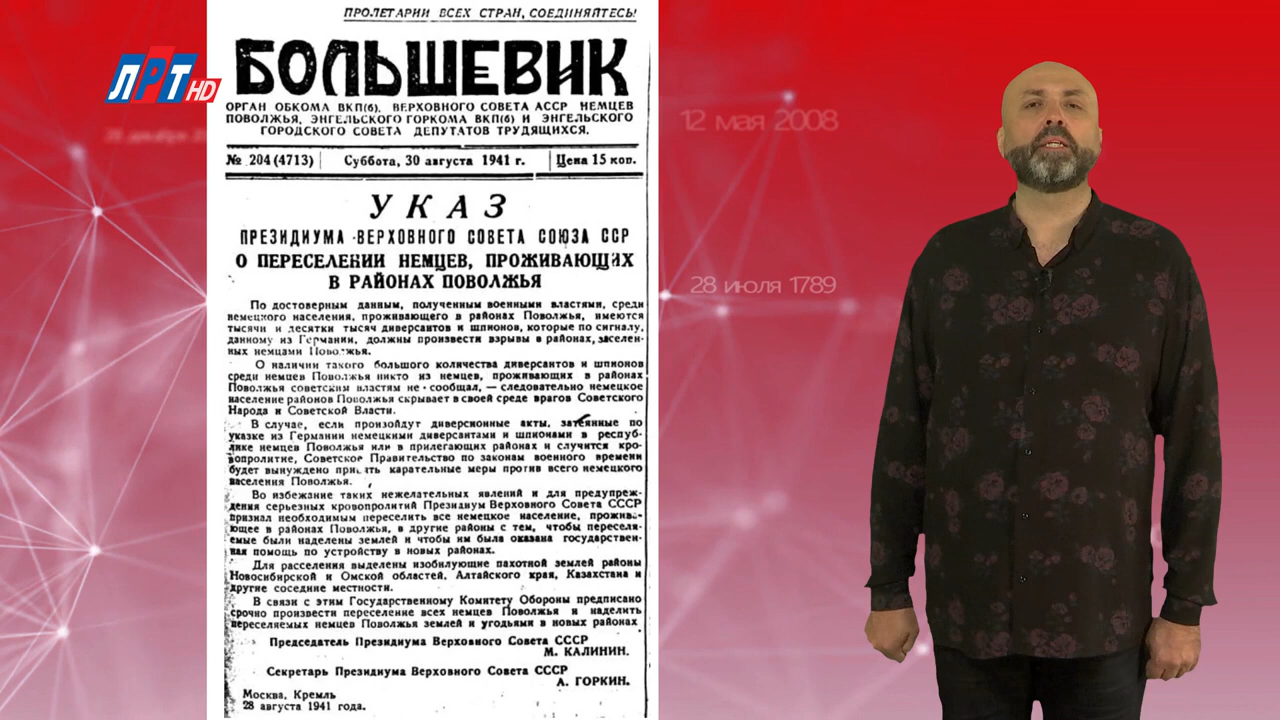 ПРОЛЕТАРИИ ВСЕХ СТРАН, СОЕДИНЯЙТЕСЬ!
ЛРТ HD
БОЛЬШЕВИК
ОРГАН ОБКОМА ВКП(б), ВЕРХОВНОГО СОВЕТА АССР НЕМЦЕВ
ПОВОЛЖЬЯ, ЭНГЕЛЬСКОГО ГОРКОМА ВКП(б) И ЭНГЕЛЬСКОГО
ГОРОДСКОГО СОВЕТА ДЕПУТАТОВ ТРУДЯЩИХСЯ.
№ 204 (4713) Суббота, 30 августа 1941 г. Цена 15 коп.
УКАЗ
ПРЕЗИДИУМА ВЕРХОВНОГО СОВЕТА СОЮЗА ССР
О ПЕРЕСЕЛЕНИИ НЕМЦЕВ, ПРОЖИВАЮЩИХ
В РАЙОНАХ ПОВОЛЖЬЯ
По достоверным данным, полученным военными властями, среди
немецкого населения, проживающего в районах Поволжья, имеются
тысячи и десятки тысяч диверсантов и шпионов, которые по сигналу,
данному из Германии, должны произвести взрывы в районах, заселен-
ных немцами Поволжья.
О наличии такого большого количества диверсантов и шпионов
среди немцев Поволжья никто из немцев, проживающих в районах
Поволжья советским властям не сообщал, — следовательно немецкое
население районов Поволжья скрывает в своей среде врагов Советского
Народа и Советской Власти.
В случае, если произойдут диверсионные акты, затеянные по
указке из Германии немецкими диверсантами и шпионами в респуб-
лике немцев Поволжья или в прилегающих районах и случится кро-
вопролитие, Советское Правительство по законам военного времени
будет вынуждено принять карательные меры против всего немецкого
населения Поволжья.
Во избежание таких нежелательных явлений и для предупреж-
дения серьезных кровопролитий Президиум Верховного Совета СССР
признал необходимым переселить все немецкое население, прожива-
ющее в районах Поволжья, в другие районы с тем, чтобы переселя-
емые были наделены землей и чтобы им была оказана государствен-
ная помощь по устройству в новых районах.
Для расселения выделены изобилующие пахотной землей районы
Новосибирской и Омской областей, Алтайского края, Казахстана и
другие соседние местности.
В связи с этим Государственному Комитету Обороны предписано
срочно произвести переселение всех немцев Поволжья и наделить
переселяемых немцев Поволжья землей и угодьями в новых районах
Председатель Президиума Верховного Совета СССР
М. КАЛИНИН.
Секретарь Президиума Верховного Совета СССР
А. ГОРКИН.
Москва, Кремль
28 августа 1941 года.
12 мая 2008
28 июля 1789